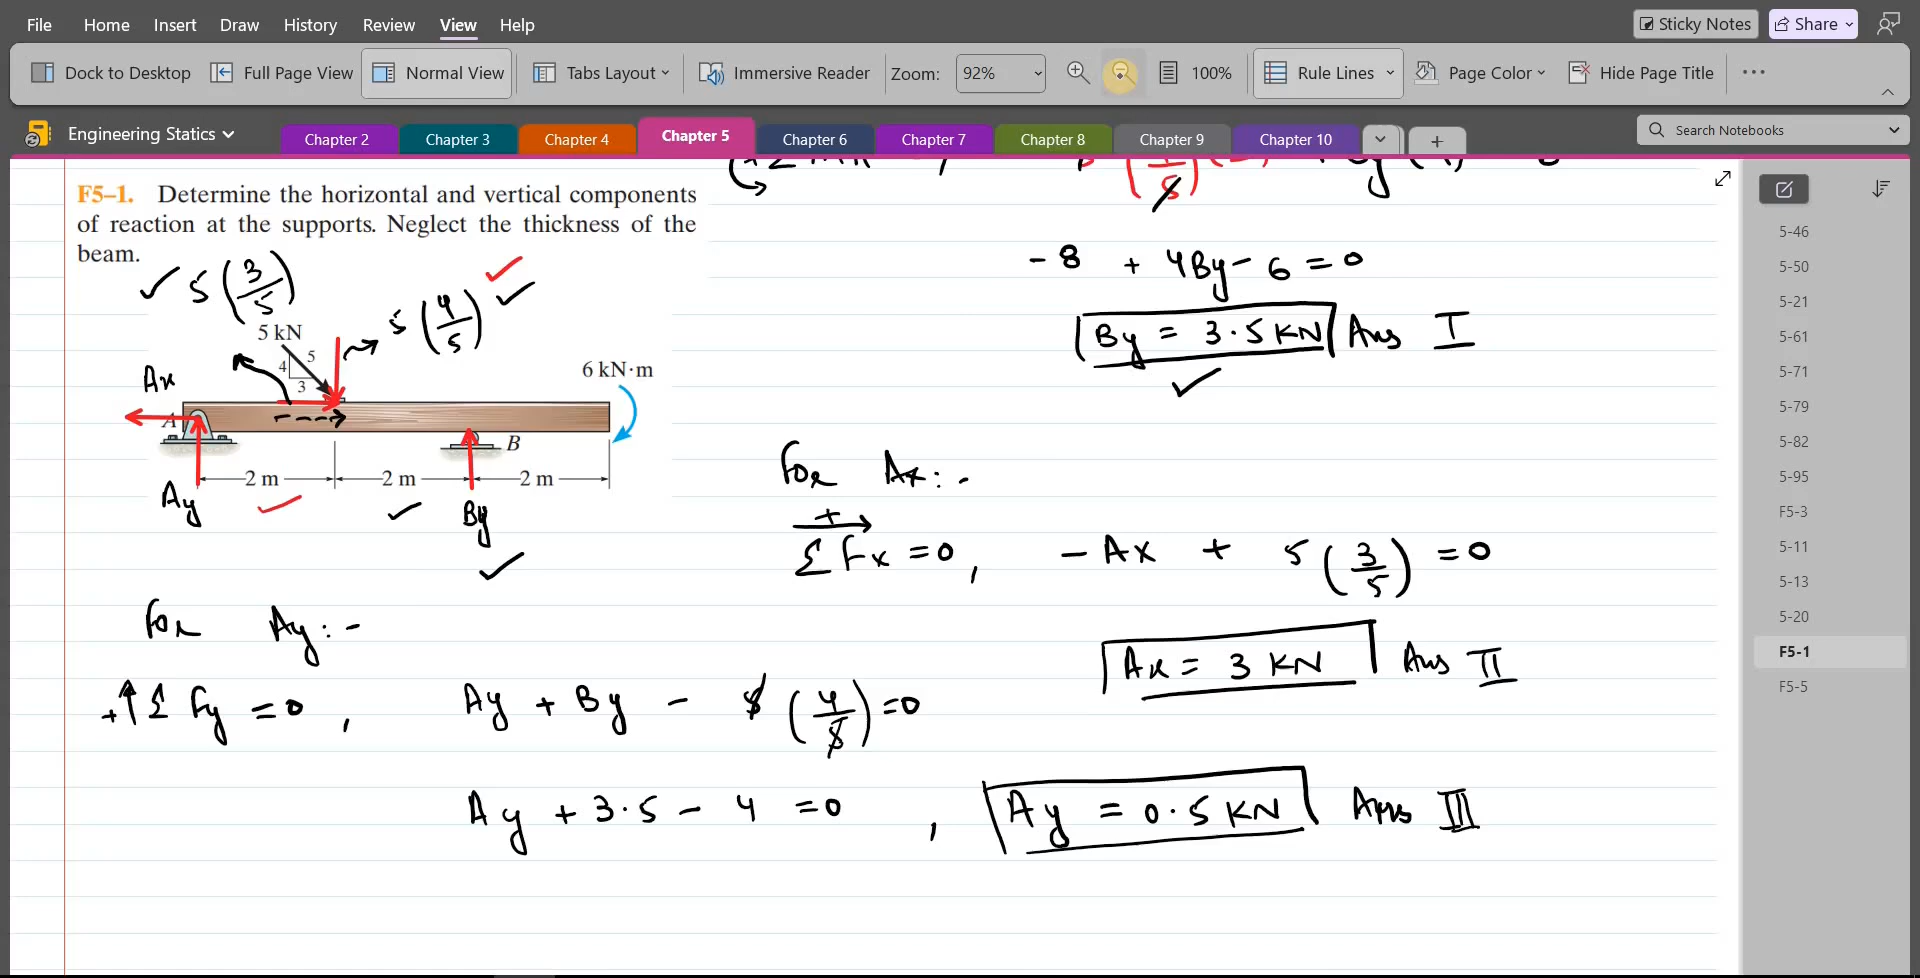 File Home Insert Draw History Review View Help
Sticky Notes Share
Dock to Desktop Full Page View Normal View Tabs Layout Immersive Reader Zoom: 92% 100% Rule Lines Page Color Hide Page Title
Engineering Statics Chapter 2 Chapter 3 Chapter 4 Chapter 5 Chapter 6 Chapter 7 Chapter 8 Chapter 9 Chapter 10 + Search Notebooks
F5–1. Determine the horizontal and vertical components
of reaction at the supports. Neglect the thickness of the
beam.
5 (3/5)
5 (4/5)
5 kN
5
4
3
6 kN·m
Ax
A
B
2 m 2 m 2 m
Ay
By
- 8 + 4By - 6 = 0
By = 3.5 KN Ans I
For Ax:-
+
Σ Fx = 0, - Ax + 5 (3/5) = 0
Ax = 3 KN Ans II
For Ay:-
+↑ Σ Fy = 0, Ay + By - 5 (4/5) = 0
Ay + 3.5 - 4 = 0, Ay = 0.5 KN Ans III
5-46
5-50
5-21
5-61
5-71
5-79
5-82
5-95
F5-3
5-11
5-13
5-20
F5-1
F5-5